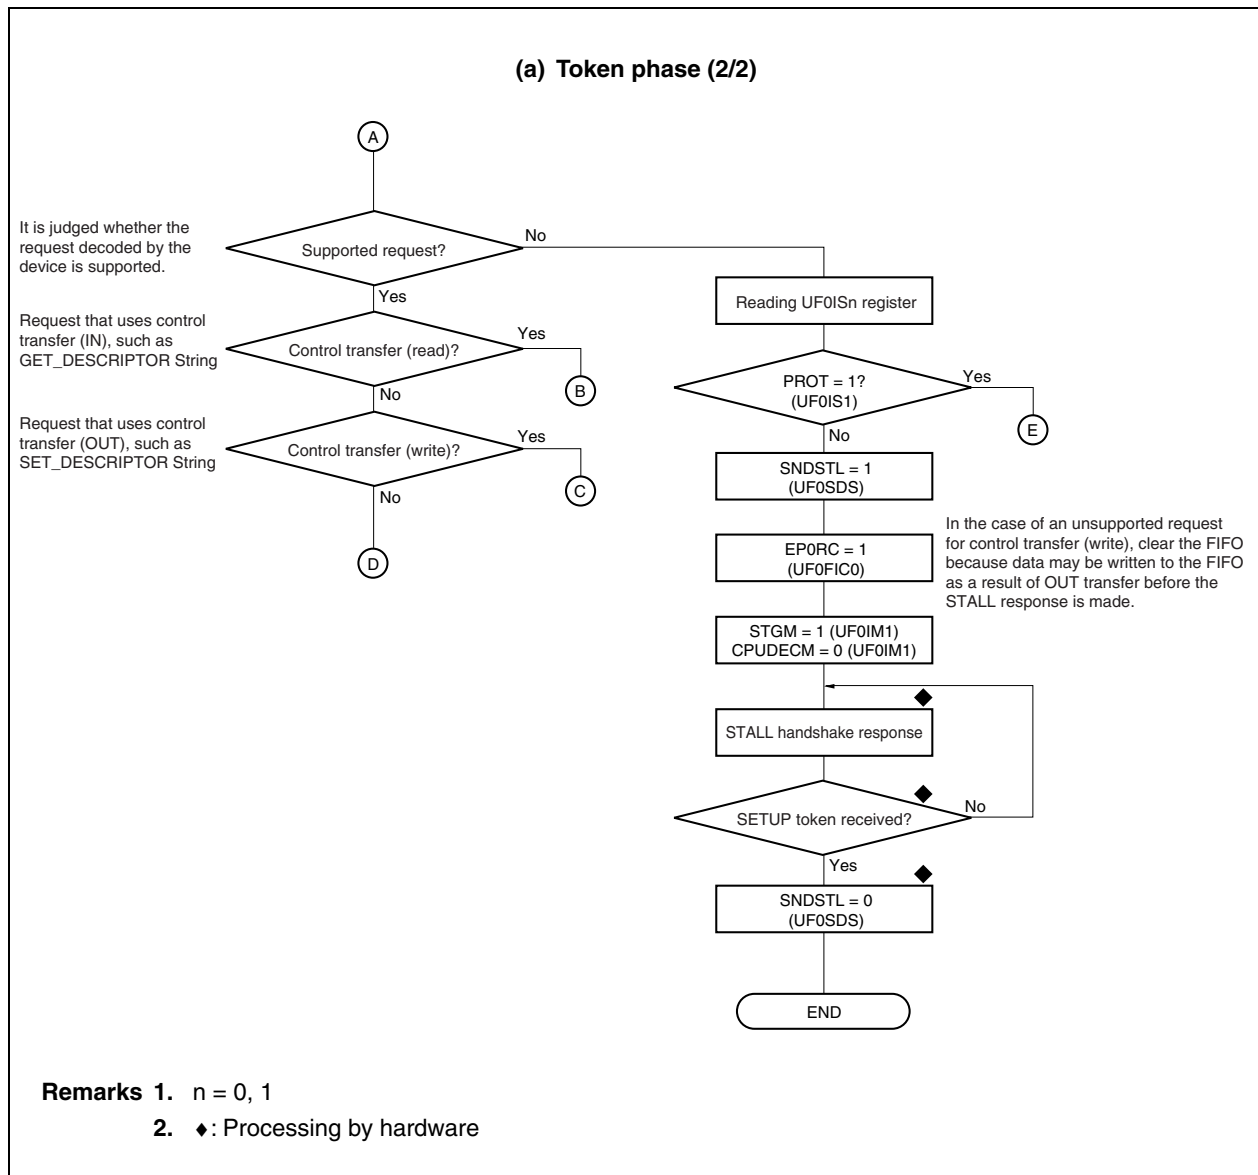 (a) Token phase (2/2)
A
It is judged whether the
request decoded by the
device is supported.
Supported request?
No
Yes
Reading UF0ISn register
Request that uses control
transfer (IN), such as
GET_DESCRIPTOR String
Control transfer (read)?
Yes
B
No
PROT = 1?
(UF0IS1)
Yes
E
No
Request that uses control
transfer (OUT), such as
SET_DESCRIPTOR String
Control transfer (write)?
Yes
C
No
D
SNDSTL = 1
(UF0SDS)
EP0RC = 1
(UF0FIC0)
In the case of an unsupported request
for control transfer (write), clear the FIFO
because data may be written to the FIFO
as a result of OUT transfer before the
STALL response is made.
STGM = 1 (UF0IM1)
CPUDECM = 0 (UF0IM1)
◆
STALL handshake response
◆
SETUP token received?
No
Yes
◆
SNDSTL = 0
(UF0SDS)
END
Remarks 1. n = 0, 1
2. ◆: Processing by hardware